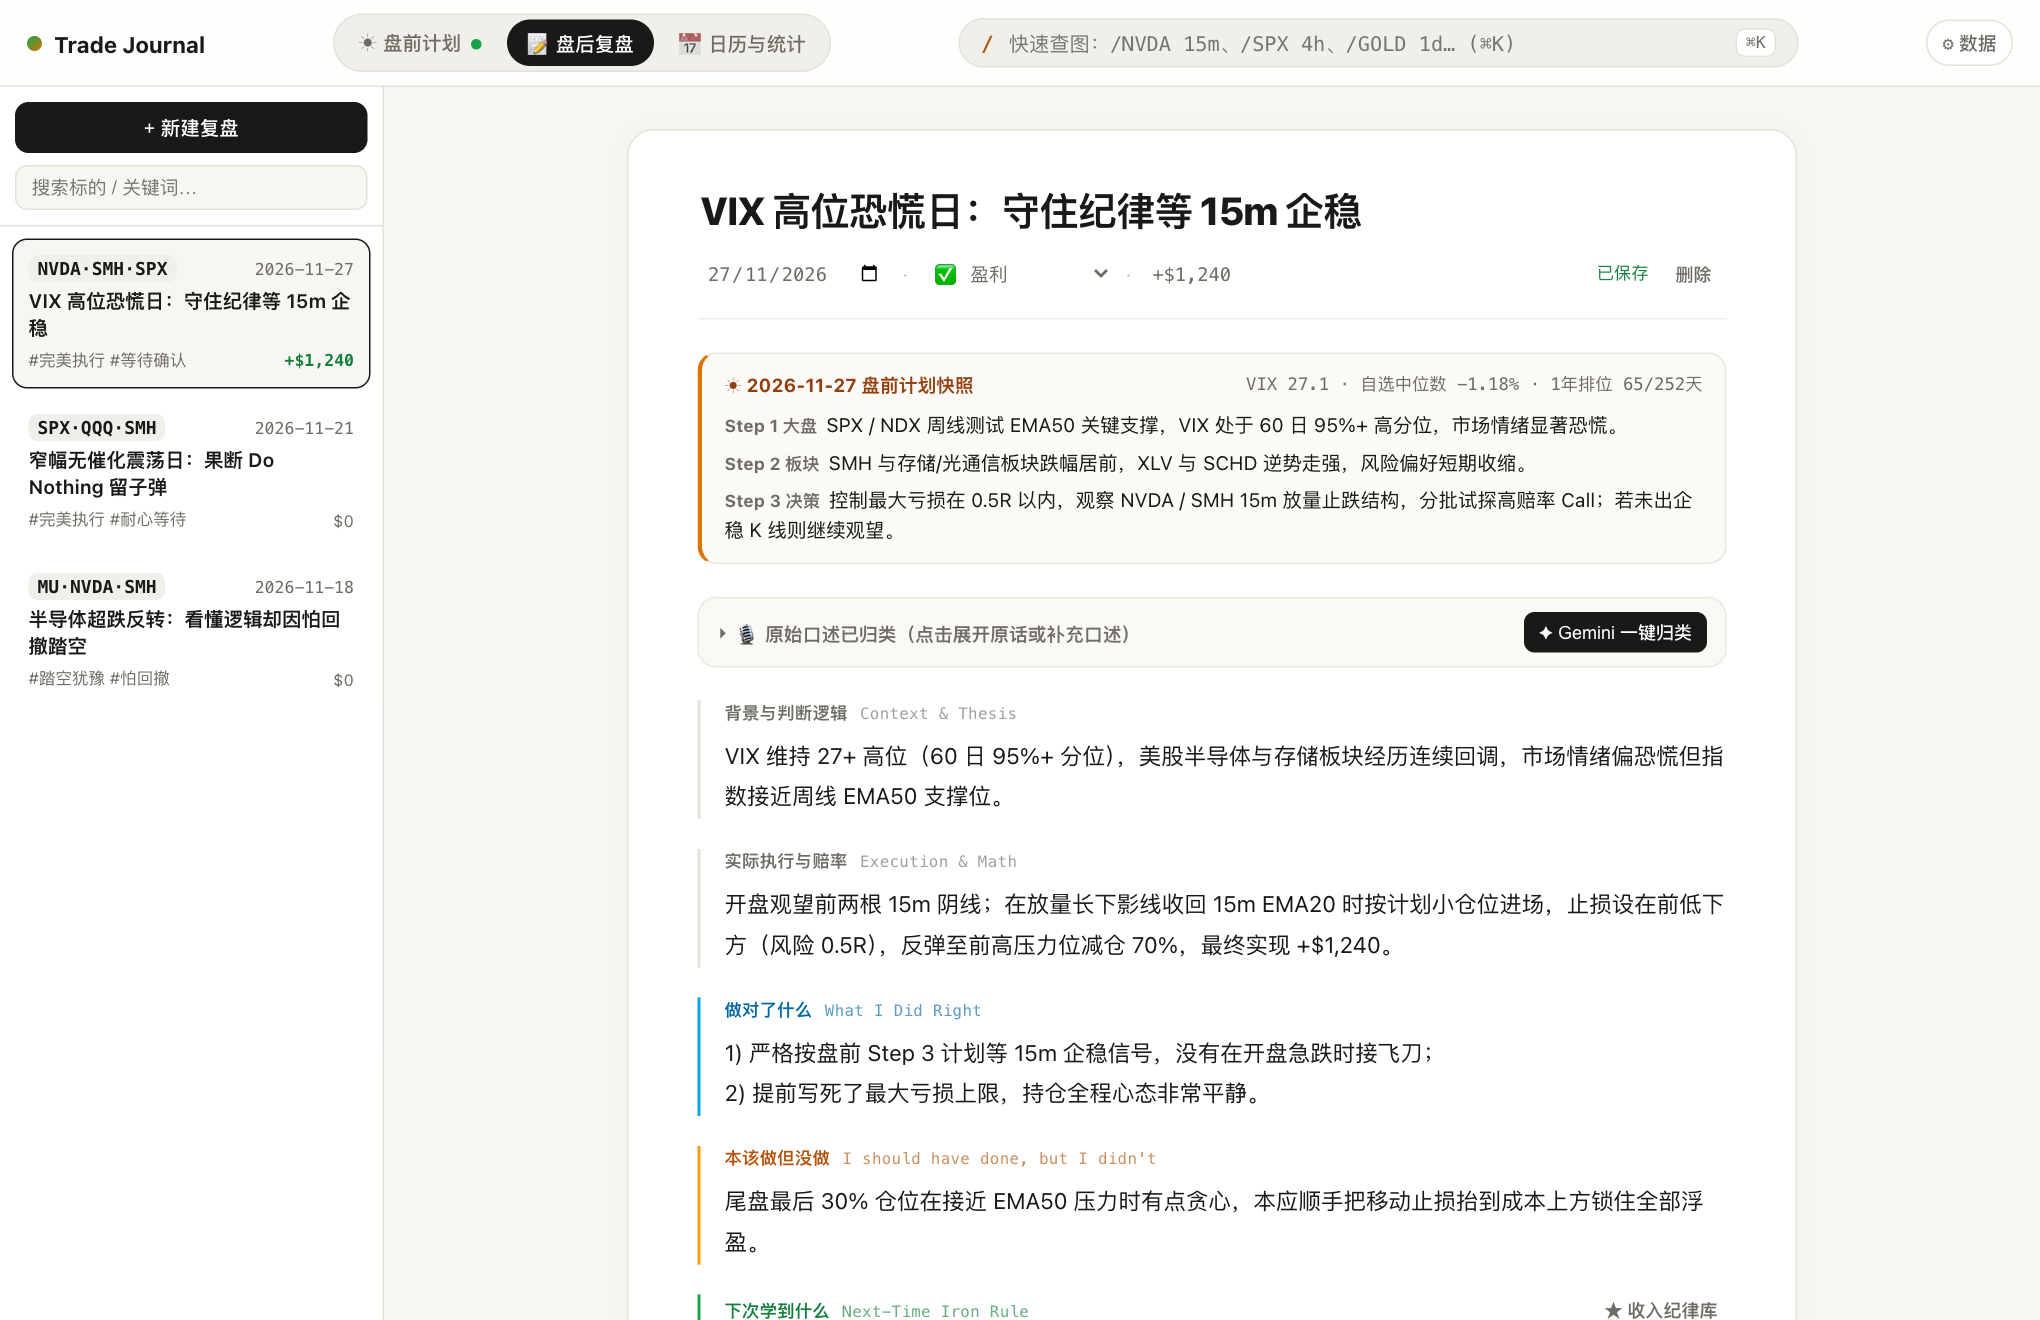 Trade Journal
盘前计划
盘后复盘
日历与统计
/ 快速查图：/NVDA 15m、/SPX 4h、/GOLD 1d… (⌘K)
⌘K
数据
+ 新建复盘
搜索标的 / 关键词…
NVDA·SMH·SPX 2026-11-27
VIX 高位恐慌日：守住纪律等 15m 企
稳
#完美执行 #等待确认 +$1,240
SPX·QQQ·SMH 2026-11-21
窄幅无催化震荡日：果断 Do
Nothing 留子弹
#完美执行 #耐心等待 $0
MU·NVDA·SMH 2026-11-18
半导体超跌反转：看懂逻辑却因怕回
撤踏空
#踏空犹豫 #怕回撤 $0
VIX 高位恐慌日：守住纪律等 15m 企稳
27/11/2026 · 盈利 · +$1,240 已保存 删除
2026-11-27 盘前计划快照 VIX 27.1 · 自选中位数 -1.18% · 1年排位 65/252天
Step 1 大盘 SPX / NDX 周线测试 EMA50 关键支撑，VIX 处于 60 日 95%+ 高分位，市场情绪显著恐慌。
Step 2 板块 SMH 与存储/光通信板块跌幅居前，XLV 与 SCHD 逆势走强，风险偏好短期收缩。
Step 3 决策 控制最大亏损在 0.5R 以内，观察 NVDA / SMH 15m 放量止跌结构，分批试探高赔率 Call；若未出企
稳 K 线则继续观望。
原始口述已归类（点击展开原话或补充口述） ✦ Gemini 一键归类
背景与判断逻辑 Context & Thesis
VIX 维持 27+ 高位（60 日 95%+ 分位），美股半导体与存储板块经历连续回调，市场情绪偏恐慌但指
数接近周线 EMA50 支撑位。
实际执行与赔率 Execution & Math
开盘观望前两根 15m 阴线；在放量长下影线收回 15m EMA20 时按计划小仓位进场，止损设在前低下
方（风险 0.5R），反弹至前高压力位减仓 70%，最终实现 +$1,240。
做对了什么 What I Did Right
1) 严格按盘前 Step 3 计划等 15m 企稳信号，没有在开盘急跌时接飞刀；
2) 提前写死了最大亏损上限，持仓全程心态非常平静。
本该做但没做 I should have done, but I didn't
尾盘最后 30% 仓位在接近 EMA50 压力时有点贪心，本应顺手把移动止损抬到成本上方锁住全部浮
盈。
下次学到什么 Next-Time Iron Rule ★ 收入纪律库